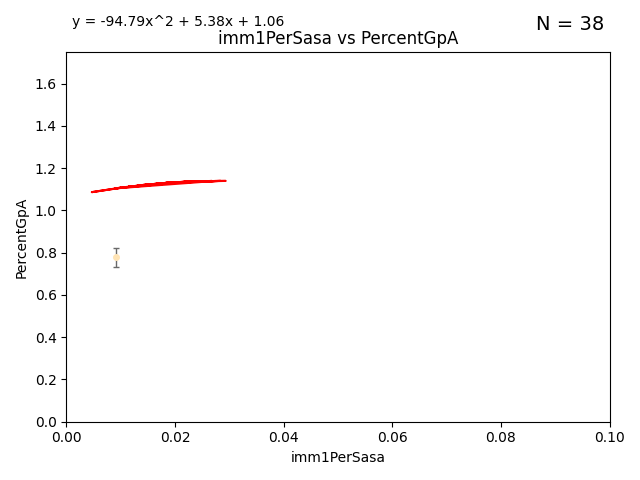 y = -94.79x^2 + 5.38x + 1.06
N = 38
imm1PerSasa vs PercentGpA
PercentGpA
1.6
1.4
1.2
1.0
0.8
0.6
0.4
0.2
0.0
0.00 0.02 0.04 0.06 0.08 0.10
imm1PerSasa